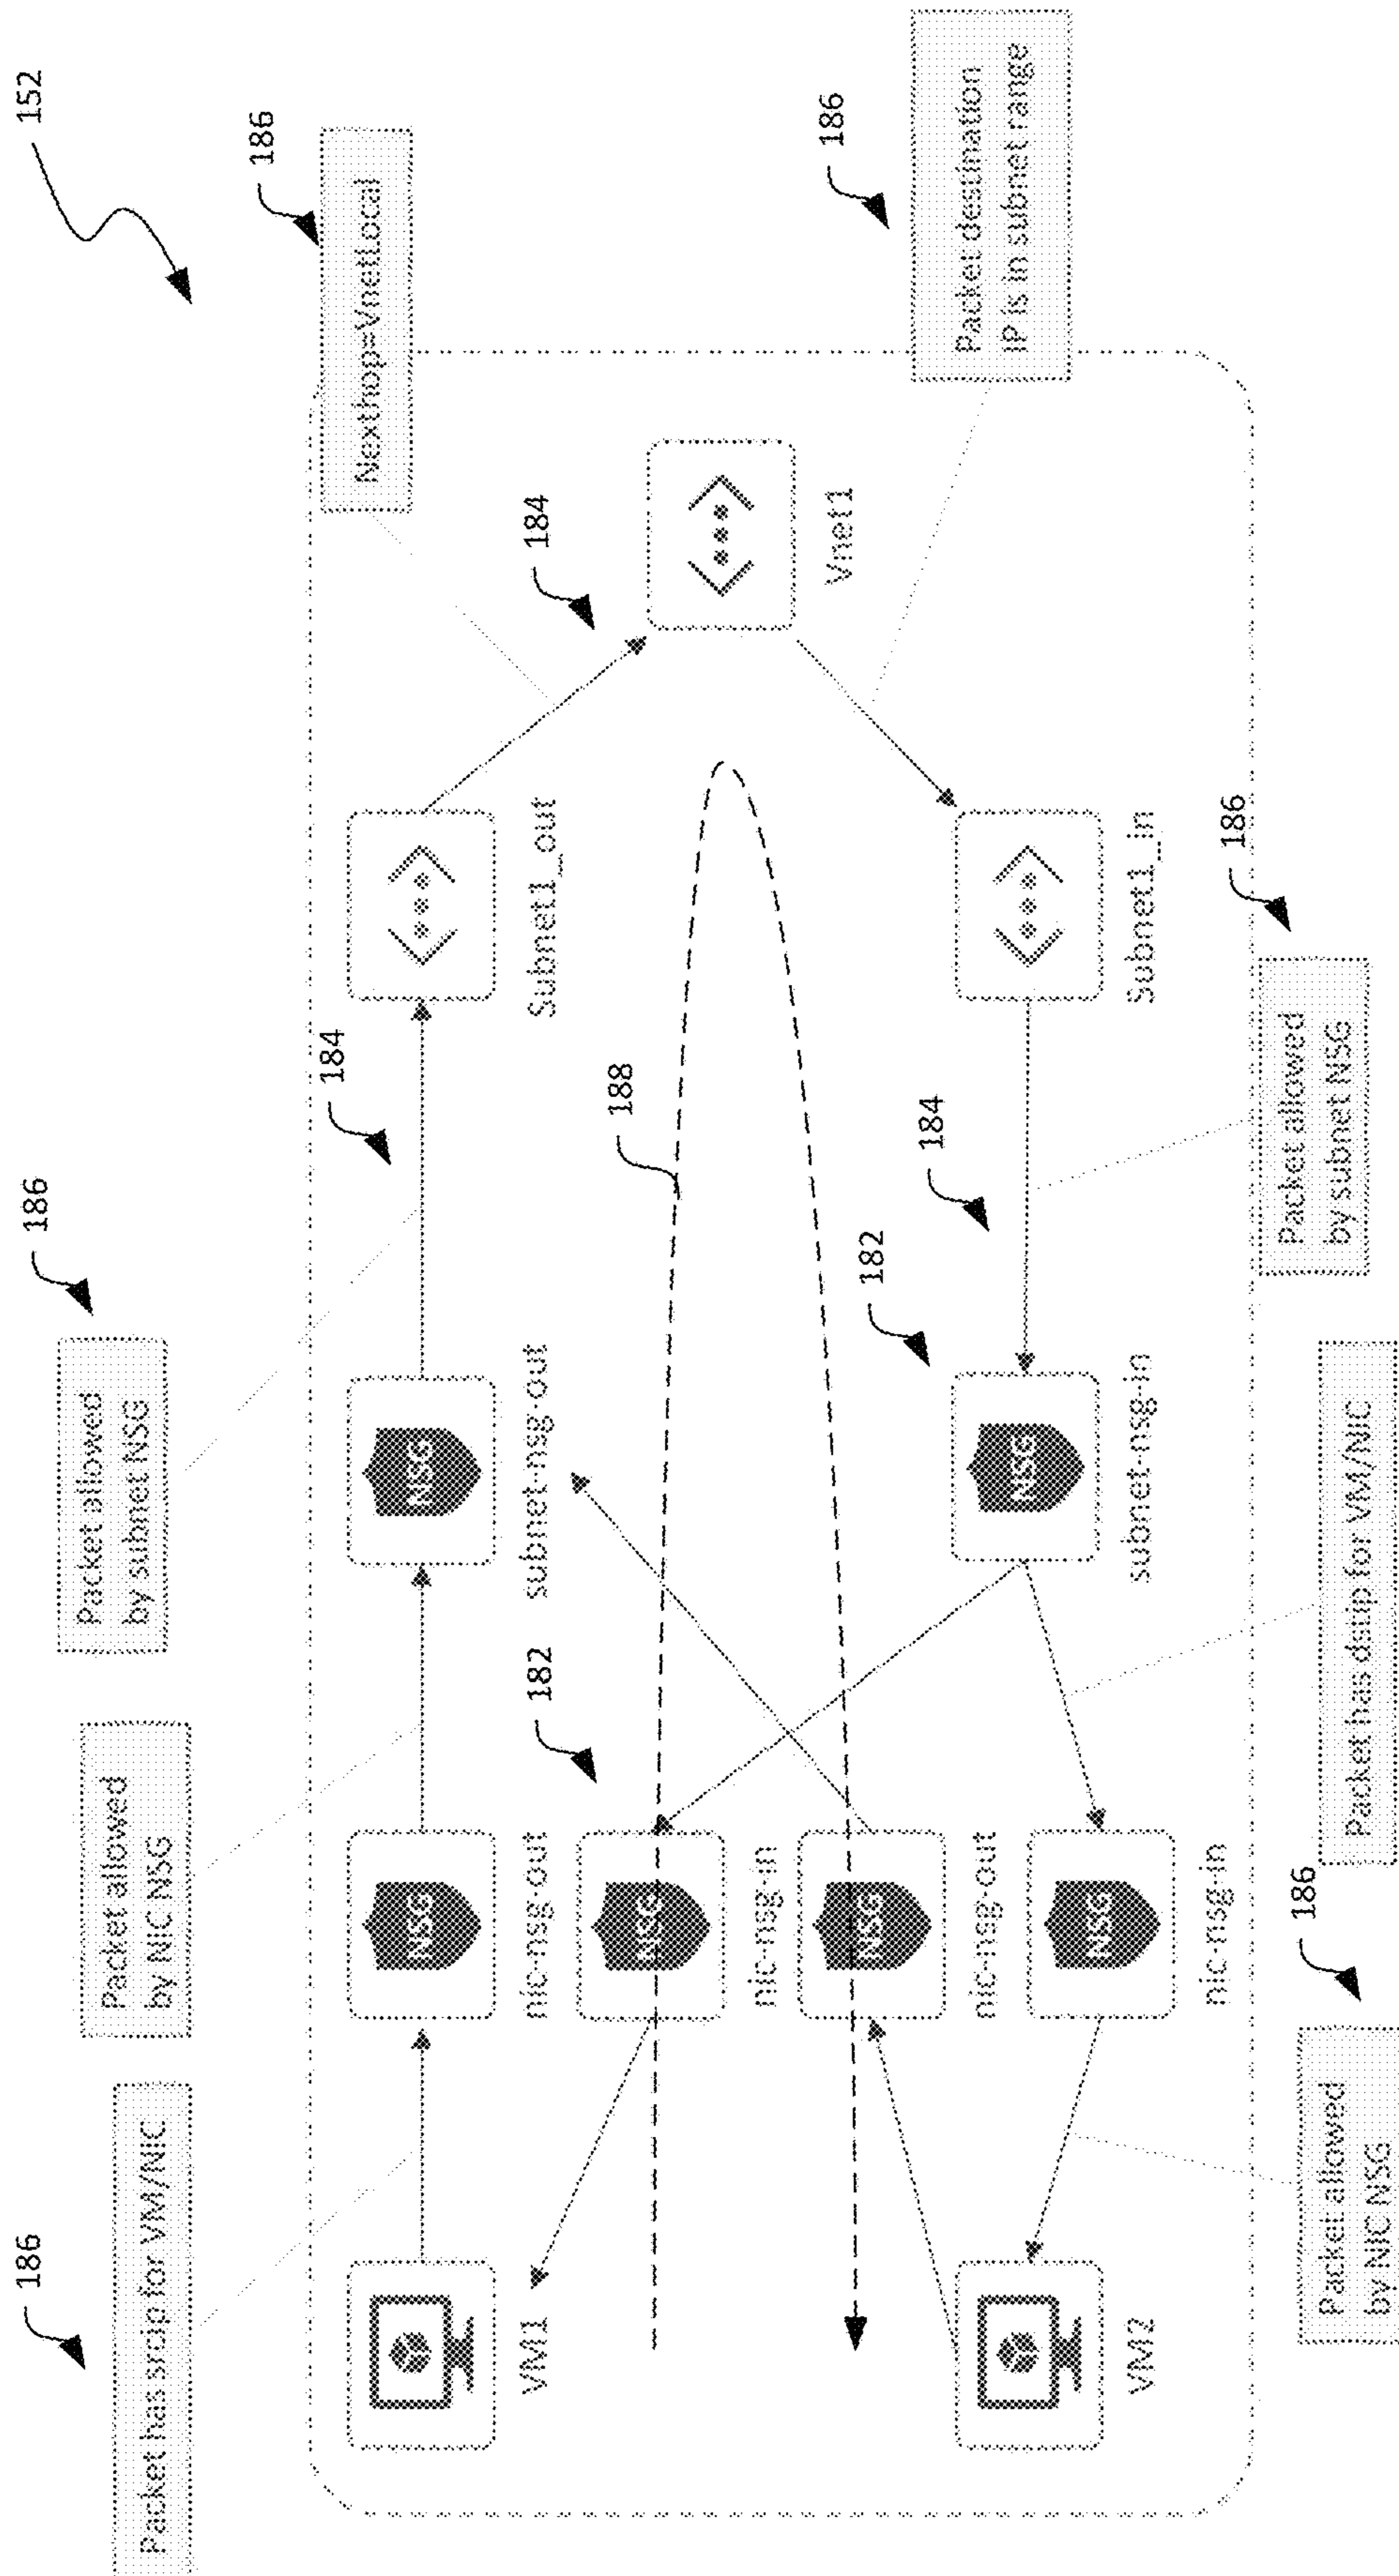 186
186
152
Packet has srcip for VM/NIC
Packet allowed
by NIC NSG
Packet allowed
by subnet NSG
186
Nexthop=VnetLocal
184
NSG
NSG
VM1
nic-nsg-out
182
subnet-nsg-out
Subnet1_out
184
188
NSG
nic-nsg-in
186
Vnet1
NSG
182
184
Packet destination
IP is in subnet range
nic-nsg-out
NSG
NSG
VM2
subnet-nsg-in
Subnet1_in
nic-nsg-in
186
Packet allowed
by subnet NSG
186
Packet allowed
by NIC NSG
Packet has dstip for VM/NIC